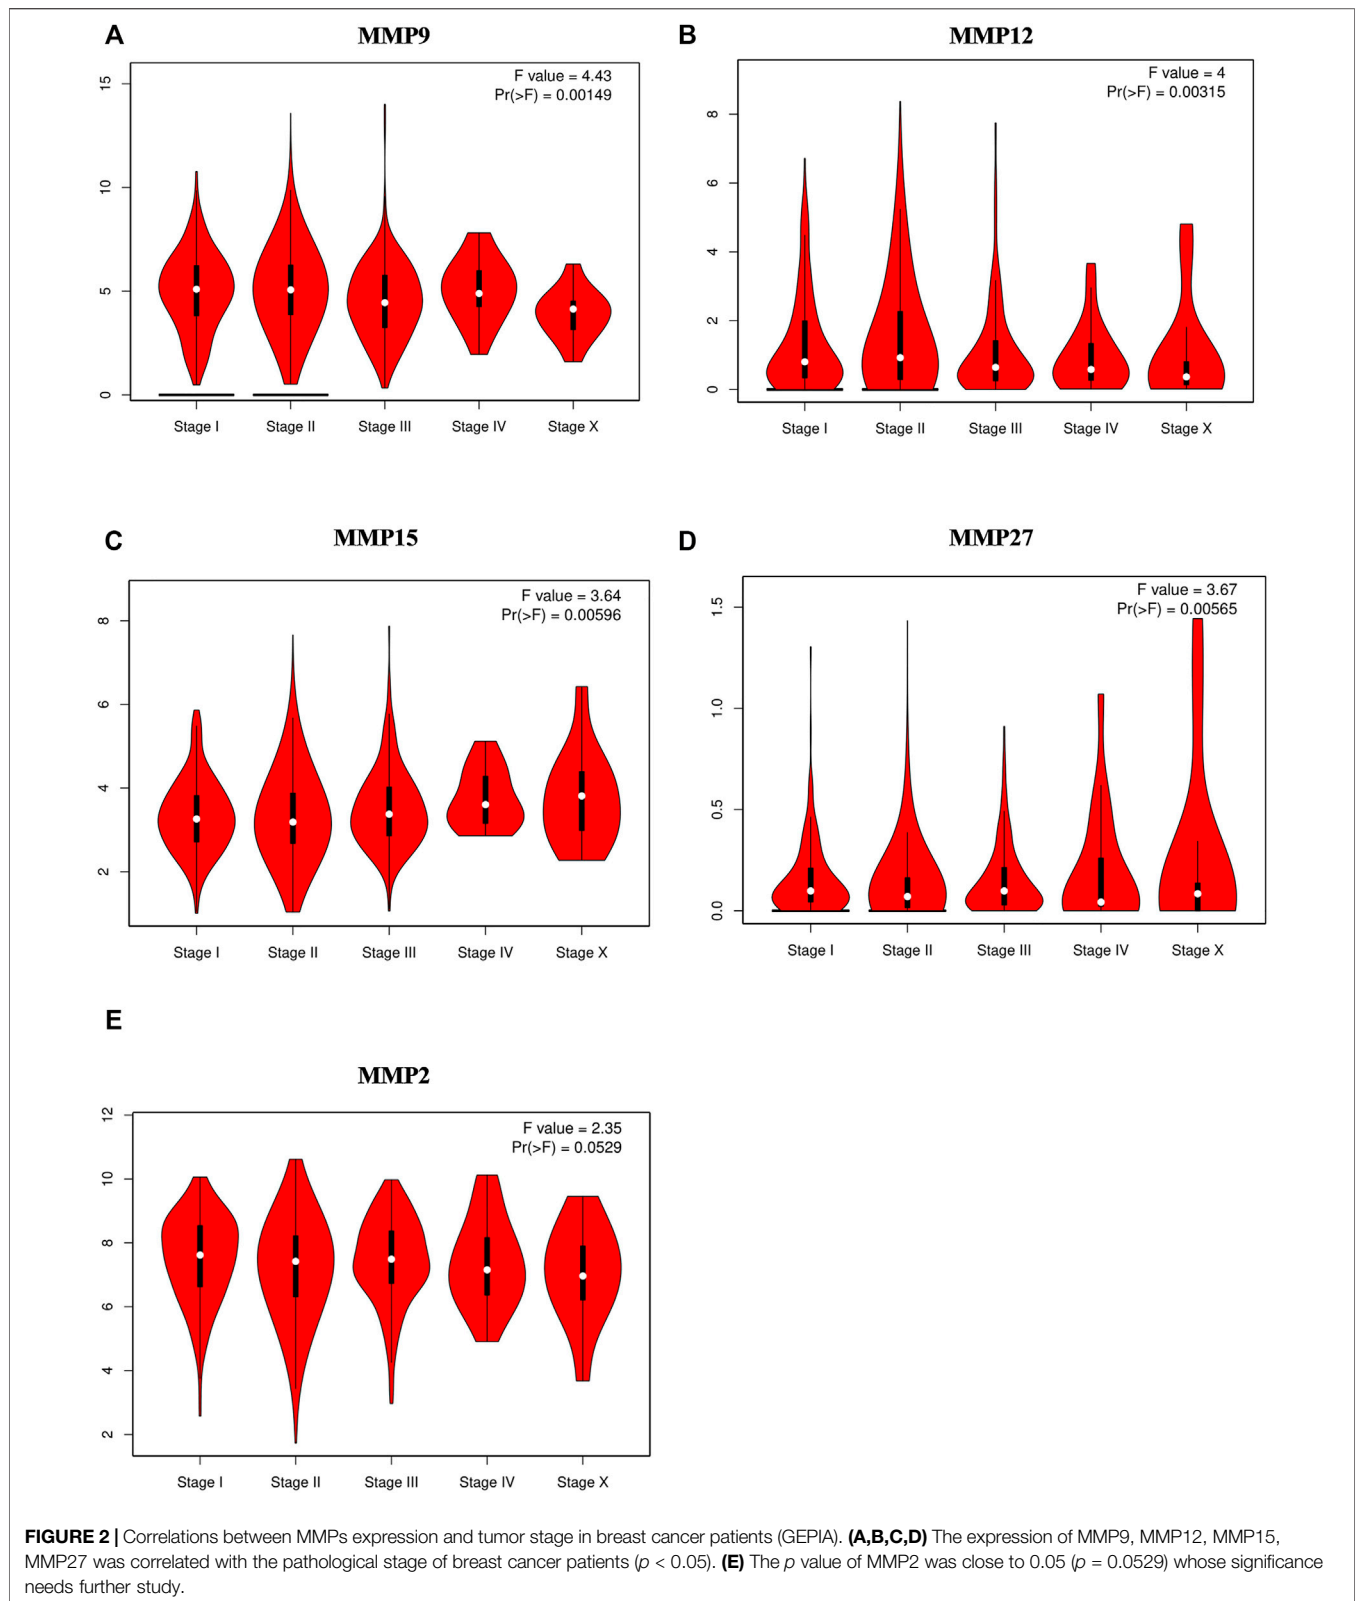 A
MMP9
F value = 4.43
Pr(>F) = 0.00149
15
10
5
0
Stage I Stage II Stage III Stage IV Stage X
B
MMP12
F value = 4
Pr(>F) = 0.00315
8
6
4
2
0
Stage I Stage II Stage III Stage IV Stage X
C
MMP15
F value = 3.64
Pr(>F) = 0.00596
8
6
4
2
Stage I Stage II Stage III Stage IV Stage X
D
MMP27
F value = 3.67
Pr(>F) = 0.00565
1.5
1.0
0.5
0.0
Stage I Stage II Stage III Stage IV Stage X
E
MMP2
F value = 2.35
Pr(>F) = 0.0529
12
10
8
6
4
2
Stage I Stage II Stage III Stage IV Stage X
FIGURE 2 | Correlations between MMPs expression and tumor stage in breast cancer patients (GEPIA). (A,B,C,D) The expression of MMP9, MMP12, MMP15,
MMP27 was correlated with the pathological stage of breast cancer patients (p < 0.05). (E) The p value of MMP2 was close to 0.05 (p = 0.0529) whose significance
needs further study.